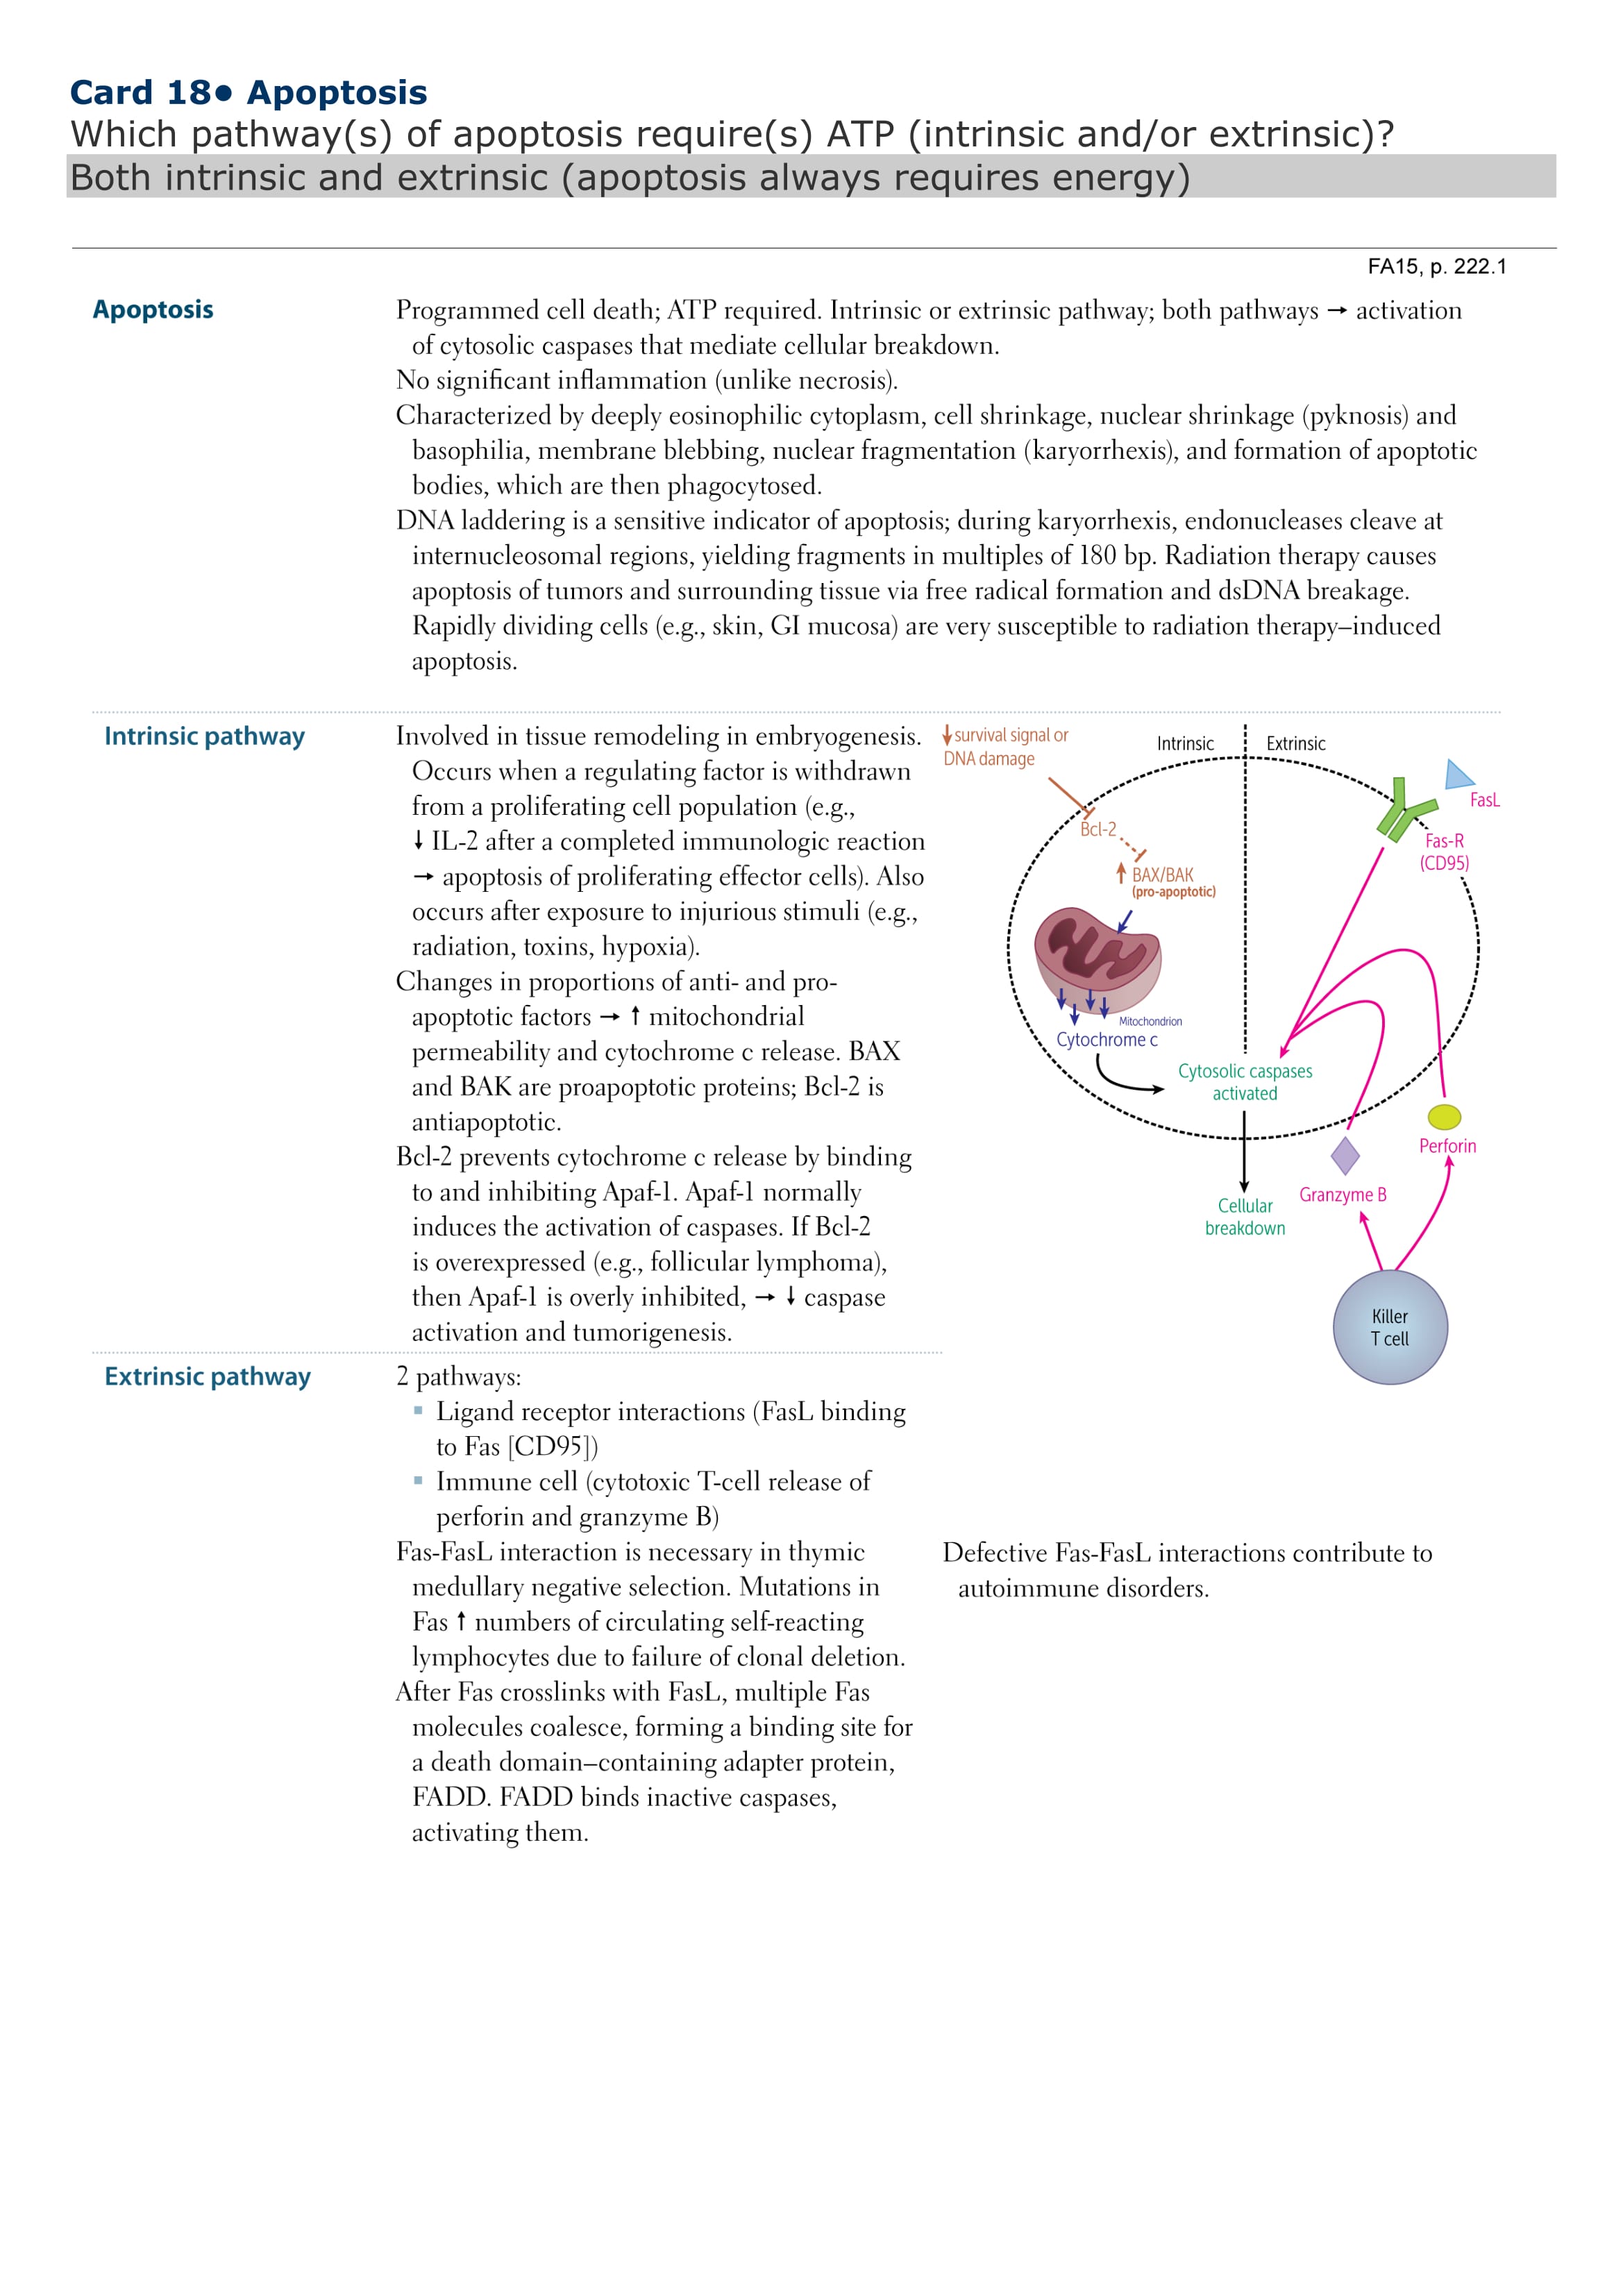 Card 18● Apoptosis
Which pathway(s) of apoptosis require(s) ATP (intrinsic and/or extrinsic)?
Both intrinsic and extrinsic (apoptosis always requires energy)
FA15, p. 222.1
Apoptosis
Programmed cell death; ATP required. Intrinsic or extrinsic pathway; both pathways → activation
of cytosolic caspases that mediate cellular breakdown.
No significant inflammation (unlike necrosis).
Characterized by deeply eosinophilic cytoplasm, cell shrinkage, nuclear shrinkage (pyknosis) and
basophilia, membrane blebbing, nuclear fragmentation (karyorrhexis), and formation of apoptotic
bodies, which are then phagocytosed.
DNA laddering is a sensitive indicator of apoptosis; during karyorrhexis, endonucleases cleave at
internucleosomal regions, yielding fragments in multiples of 180 bp. Radiation therapy causes
apoptosis of tumors and surrounding tissue via free radical formation and dsDNA breakage.
Rapidly dividing cells (e.g., skin, GI mucosa) are very susceptible to radiation therapy–induced
apoptosis.
Intrinsic pathway
Involved in tissue remodeling in embryogenesis.
Occurs when a regulating factor is withdrawn
from a proliferating cell population (e.g.,
↓ IL-2 after a completed immunologic reaction
→ apoptosis of proliferating effector cells). Also
occurs after exposure to injurious stimuli (e.g.,
radiation, toxins, hypoxia).
Changes in proportions of anti- and pro-
apoptotic factors → ↑ mitochondrial
permeability and cytochrome c release. BAX
and BAK are proapoptotic proteins; Bcl-2 is
antiapoptotic.
Bcl-2 prevents cytochrome c release by binding
to and inhibiting Apaf-1. Apaf-1 normally
induces the activation of caspases. If Bcl-2
is overexpressed (e.g., follicular lymphoma),
then Apaf-1 is overly inhibited, → ↓ caspase
activation and tumorigenesis.
↓ survival signal or
DNA damage
Intrinsic
Extrinsic
FasL
Fas-R
(CD95)
Bcl-2
↑ BAX/BAK
(pro-apoptotic)
Mitochondrion
Cytochrome c
Cytosolic caspases
activated
Perforin
Granzyme B
Cellular
breakdown
Killer
T cell
Extrinsic pathway
2 pathways:
▪ Ligand receptor interactions (FasL binding
to Fas [CD95])
▪ Immune cell (cytotoxic T-cell release of
perforin and granzyme B)
Fas-FasL interaction is necessary in thymic
medullary negative selection. Mutations in
Fas ↑ numbers of circulating self-reacting
lymphocytes due to failure of clonal deletion.
After Fas crosslinks with FasL, multiple Fas
molecules coalesce, forming a binding site for
a death domain–containing adapter protein,
FADD. FADD binds inactive caspases,
activating them.
Defective Fas-FasL interactions contribute to
autoimmune disorders.